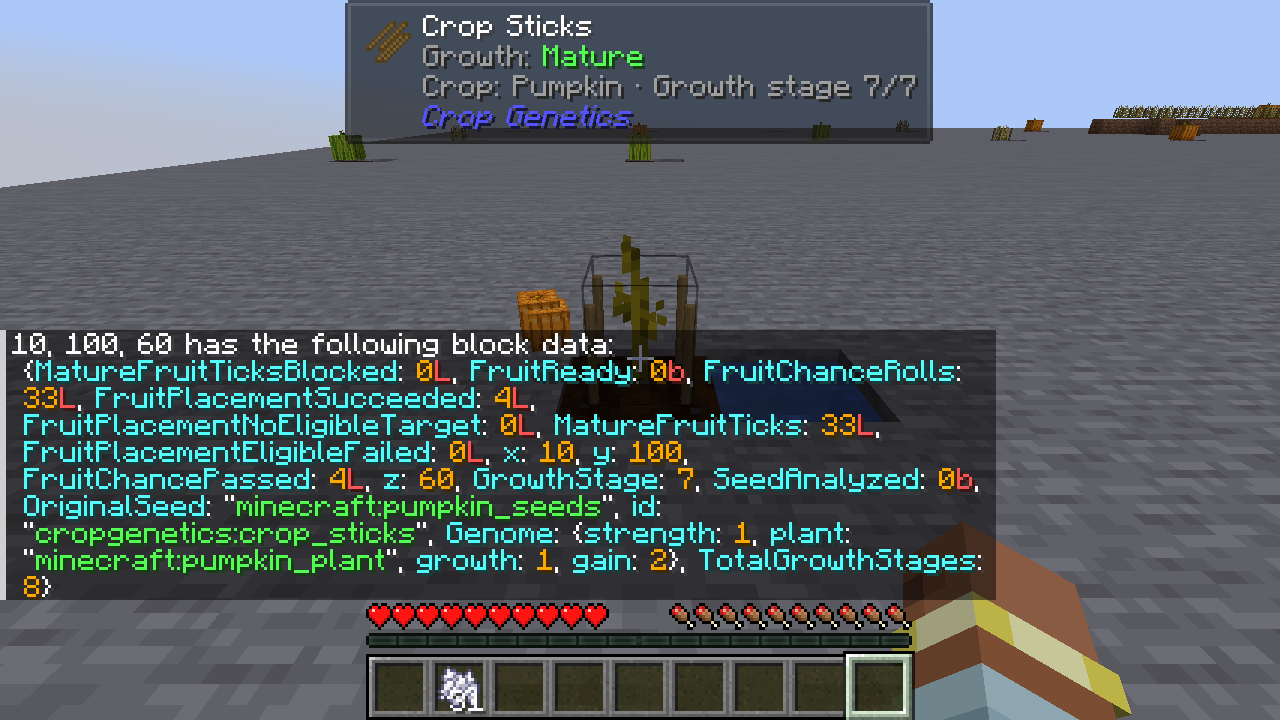 Crop Sticks
Growth: Mature
Crop: Pumpkin · Growth stage 7/7
Crop Genetics
10, 100, 60 has the following block data:
{MatureFruitTicksBlocked: 0L, FruitReady: 0b, FruitChanceRolls:
33L, FruitPlacementSucceeded: 4L,
FruitPlacementNoEligibleTarget: 0L, MatureFruitTicks: 33L,
FruitPlacementEligibleFailed: 0L, x: 10, y: 100,
FruitChancePassed: 4L, z: 60, GrowthStage: 7, SeedAnalyzed: 0b,
OriginalSeed: "minecraft:pumpkin_seeds", id:
"cropgenetics:crop_sticks", Genome: {strength: 1, plant:
"minecraft:pumpkin_plant", growth: 1, gain: 2}, TotalGrowthStages:
8}